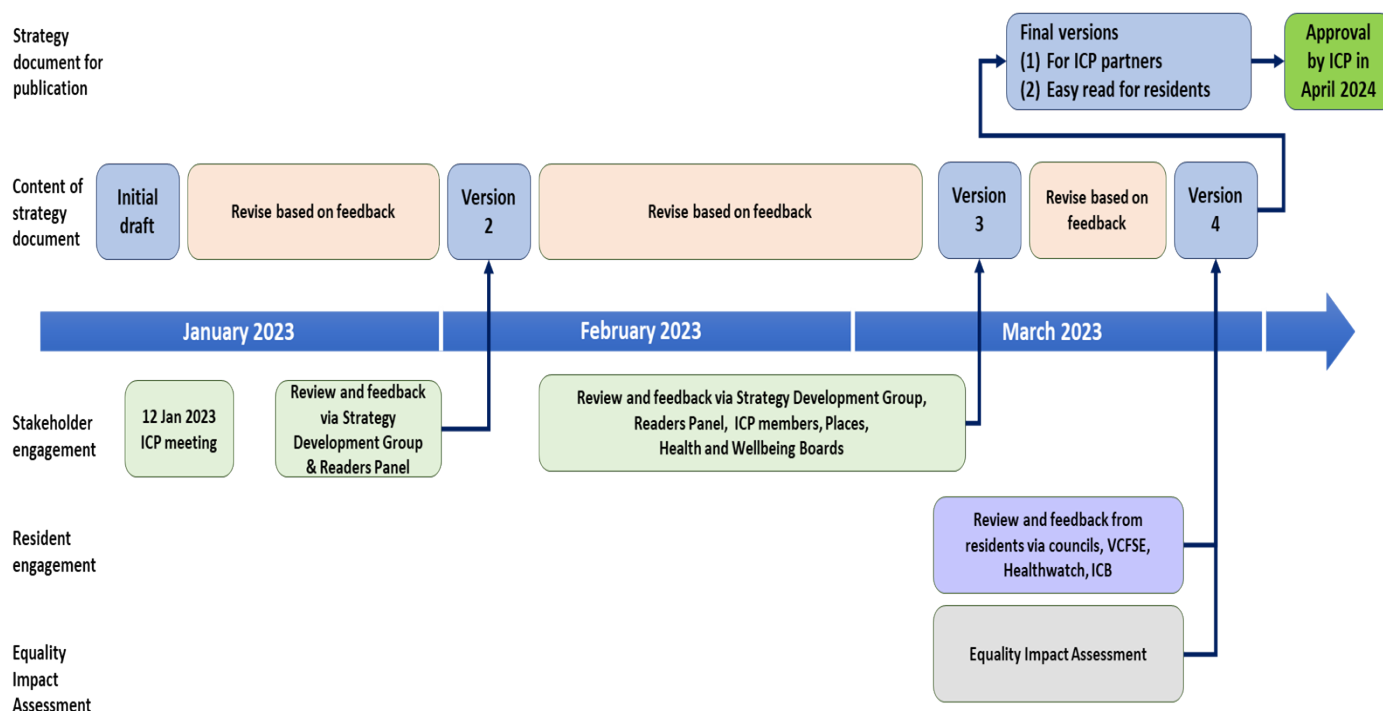 Strategy
document for
publication
Final versions
(1) For ICP partners
(2) Easy read for residents
Approval
by ICP in
April 2024
Content of
strategy
document
Initial
draft
Revise based on feedback
Version
2
Revise based on feedback
Version
3
Revise based on
feedback
Version
4
January 2023
February 2023
March 2023
Stakeholder
engagement
12 Jan 2023
ICP meeting
Review and feedback
via Strategy
Development Group
& Readers Panel
Review and feedback via Strategy Development Group,
Readers Panel, ICP members, Places,
Health and Wellbeing Boards
Resident
engagement
Review and feedback from
residents via councils, VCFSE,
Healthwatch, ICB
Equality
Impact
Assessment
Equality Impact Assessment